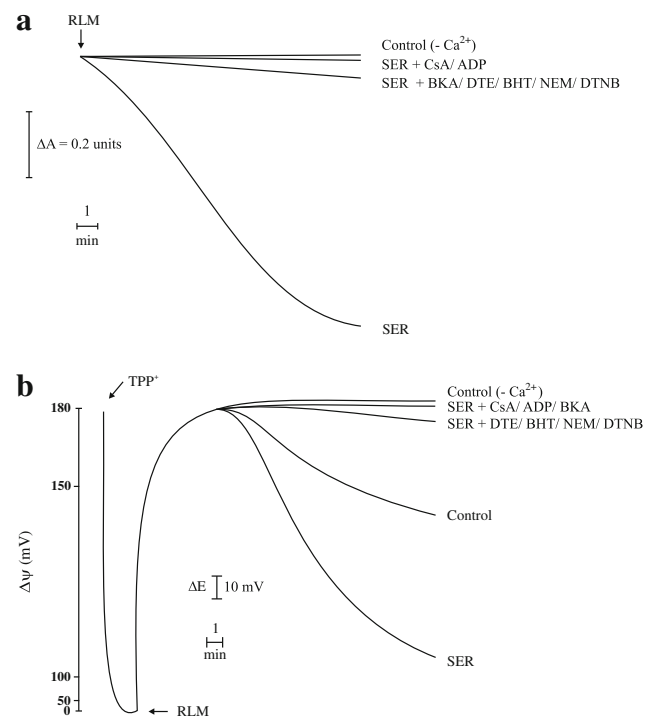 a
RLM
Control (- Ca²⁺)
SER + CsA/ ADP
SER + BKA/ DTE/ BHT/ NEM/ DTNB
ΔA = 0.2 units
1
min
SER
b
TPP⁺
180
150
100
50
0
Δψ (mV)
Control (- Ca²⁺)
SER + CsA/ ADP/ BKA
SER + DTE/ BHT/ NEM/ DTNB
Control
ΔE 10 mV
1
min
SER
RLM